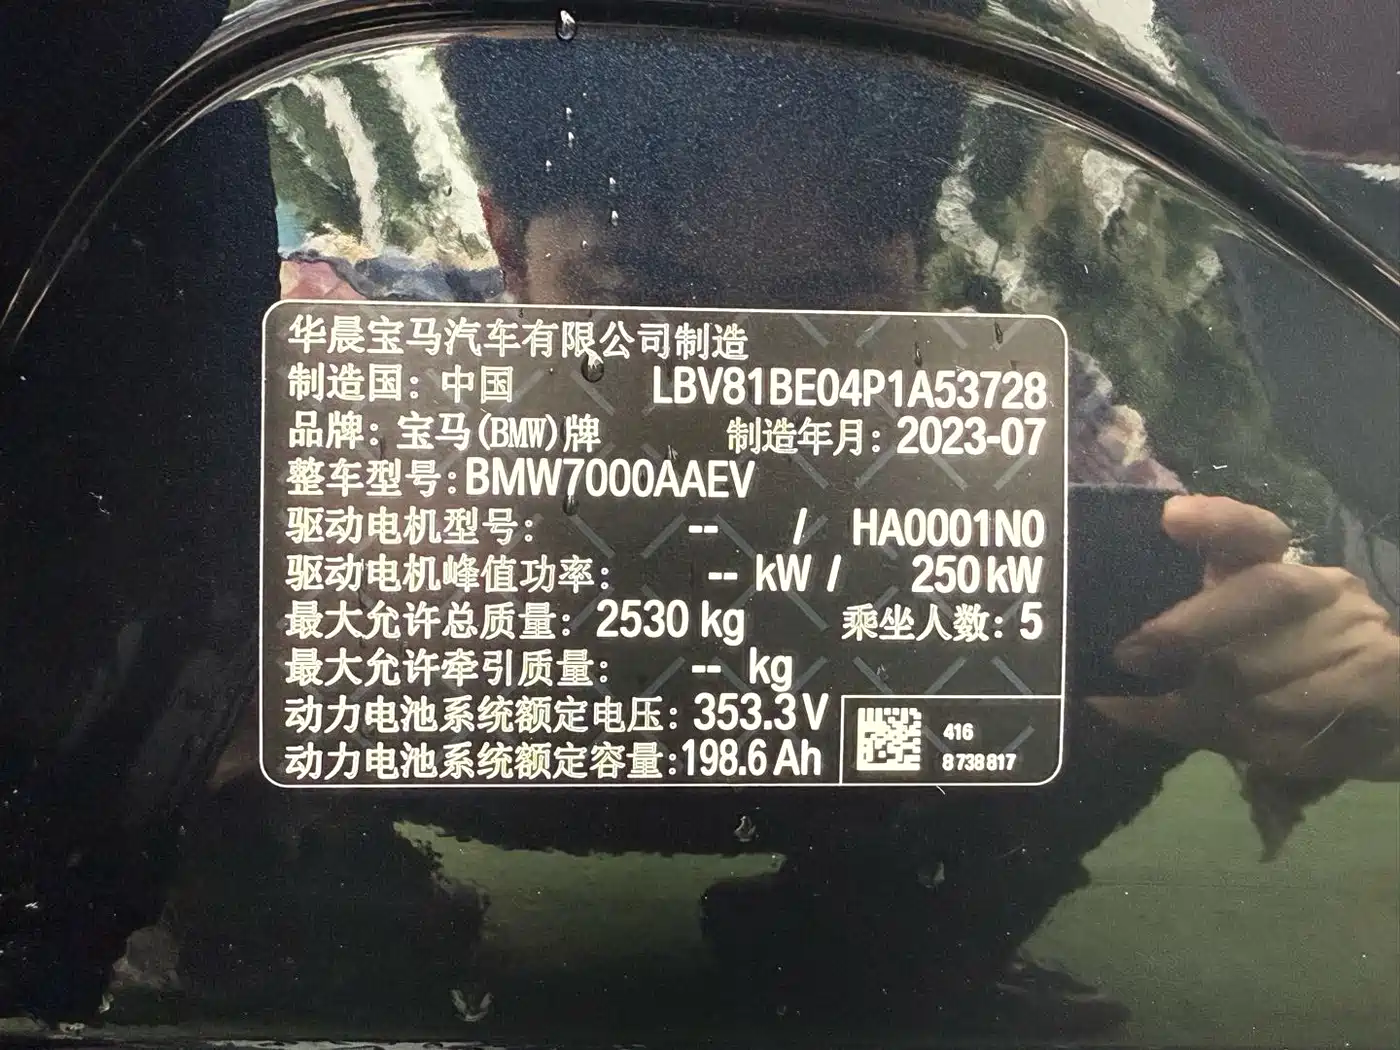 华晨宝马汽车有限公司制造
制造国：中国 LBV81BE04P1A53728
品牌：宝马(BMW)牌 制造年月：2023-07
整车型号：BMW7000AAEV
驱动电机型号： -- / HA0001N0
驱动电机峰值功率： -- kW / 250kW
最大允许总质量：2530 kg 乘坐人数：5
最大允许牵引质量： -- kg
动力电池系统额定电压：353.3V
动力电池系统额定容量：198.6Ah
416
8738817